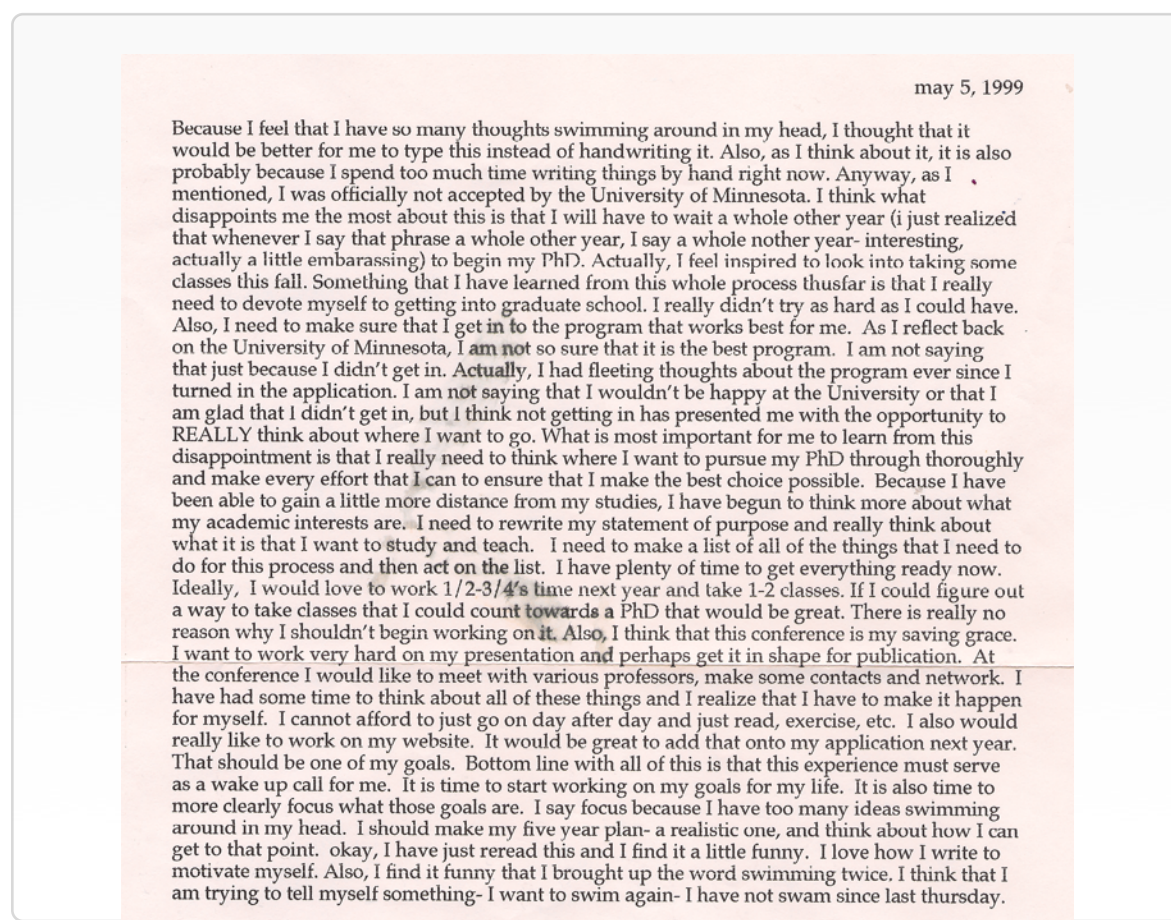 may 5, 1999
Because I feel that I have so many thoughts swimming around in my head, I thought that it
would be better for me to type this instead of handwriting it. Also, as I think about it, it is also
probably because I spend too much time writing things by hand right now. Anyway, as I
mentioned, I was officially not accepted by the University of Minnesota. I think what
disappoints me the most about this is that I will have to wait a whole other year (i just realized
that whenever I say that phrase a whole other year, I say a whole nother year- interesting,
actually a little embarassing) to begin my PhD. Actually, I feel inspired to look into taking some
classes this fall. Something that I have learned from this whole process thusfar is that I really
need to devote myself to getting into graduate school. I really didn't try as hard as I could have.
Also, I need to make sure that I get in to the program that works best for me.  As I reflect back
on the University of Minnesota, I am not so sure that it is the best program.  I am not saying
that just because I didn't get in. Actually, I had fleeting thoughts about the program ever since I
turned in the application. I am not saying that I wouldn't be happy at the University or that I
am glad that I didn't get in, but I think not getting in has presented me with the opportunity to
REALLY think about where I want to go. What is most important for me to learn from this
disappointment is that I really need to think where I want to pursue my PhD through thoroughly
and make every effort that I can to ensure that I make the best choice possible.  Because I have
been able to gain a little more distance from my studies, I have begun to think more about what
my academic interests are.  I need to rewrite my statement of purpose and really think about
what it is that I want to study and teach.   I need to make a list of all of the things that I need to
do for this process and then act on the list.  I have plenty of time to get everything ready now.
Ideally,  I would love to work 1/2-3/4's time next year and take 1-2 classes. If I could figure out
a way to take classes that I could count towards a PhD that would be great. There is really no
reason why I shouldn't begin working on it. Also, I think that this conference is my saving grace.
I want to work very hard on my presentation and perhaps get it in shape for publication.  At
the conference I would like to meet with various professors, make some contacts and network.  I
have had some time to think about all of these things and I realize that I have to make it happen
for myself.  I cannot afford to just go on day after day and just read, exercise, etc.  I also would
really like to work on my website.  It would be great to add that onto my application next year.
That should be one of my goals.  Bottom line with all of this is that this experience must serve
as a wake up call for me.  It is time to start working on my goals for my life.  It is also time to
more clearly focus what those goals are.  I say focus because I have too many ideas swimming
around in my head.  I should make my five year plan- a realistic one, and think about how I can
get to that point.  okay, I have just reread this and I find it a little funny.  I love how I write to
motivate myself. Also, I find it funny that I brought up the word swimming twice. I think that I
am trying to tell myself something- I want to swim again- I have not swam since last thursday.